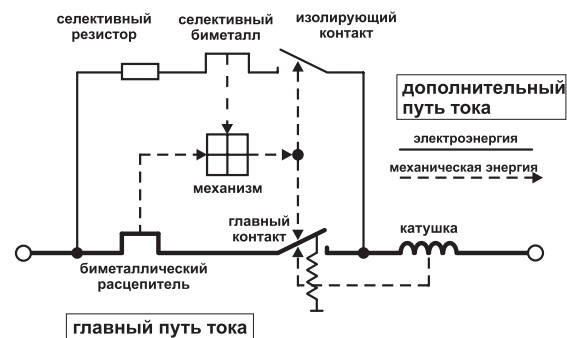 селективный
резистор
селективный
биметалл
изолирующий
контакт
дополнительный
путь тока
электроэнергия
механическая энергия
механизм
главный
контакт
катушка
биметаллический
расцепитель
главный путь тока